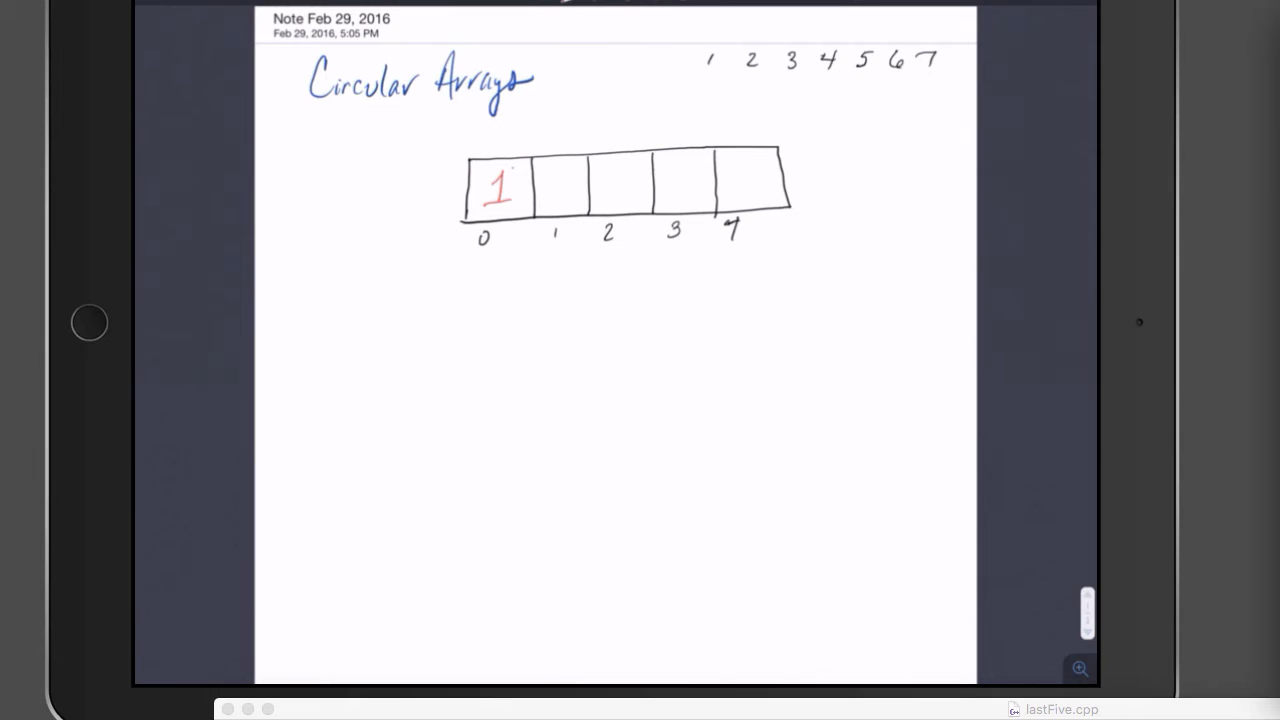 Note Feb 29, 2016
Feb 29, 2016, 5:05 PM
Circular Arrays
1 2 3 4 5 6 7
1
0 1 2 3 4
lastFive.cpp